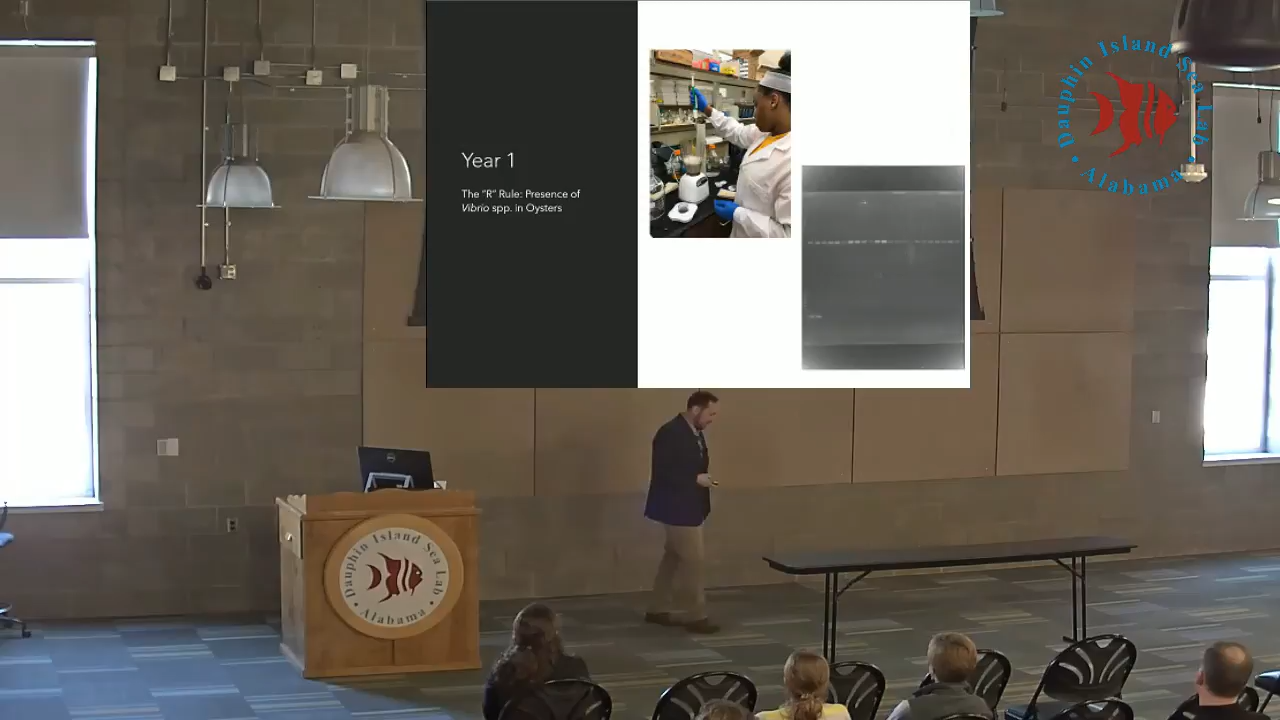 Year 1
The "R" Rule: Presence of
Vibrio spp. in Oysters
Dauphin Island Sea Lab
Alabama
Dauphin Island Sea Lab
Alabama